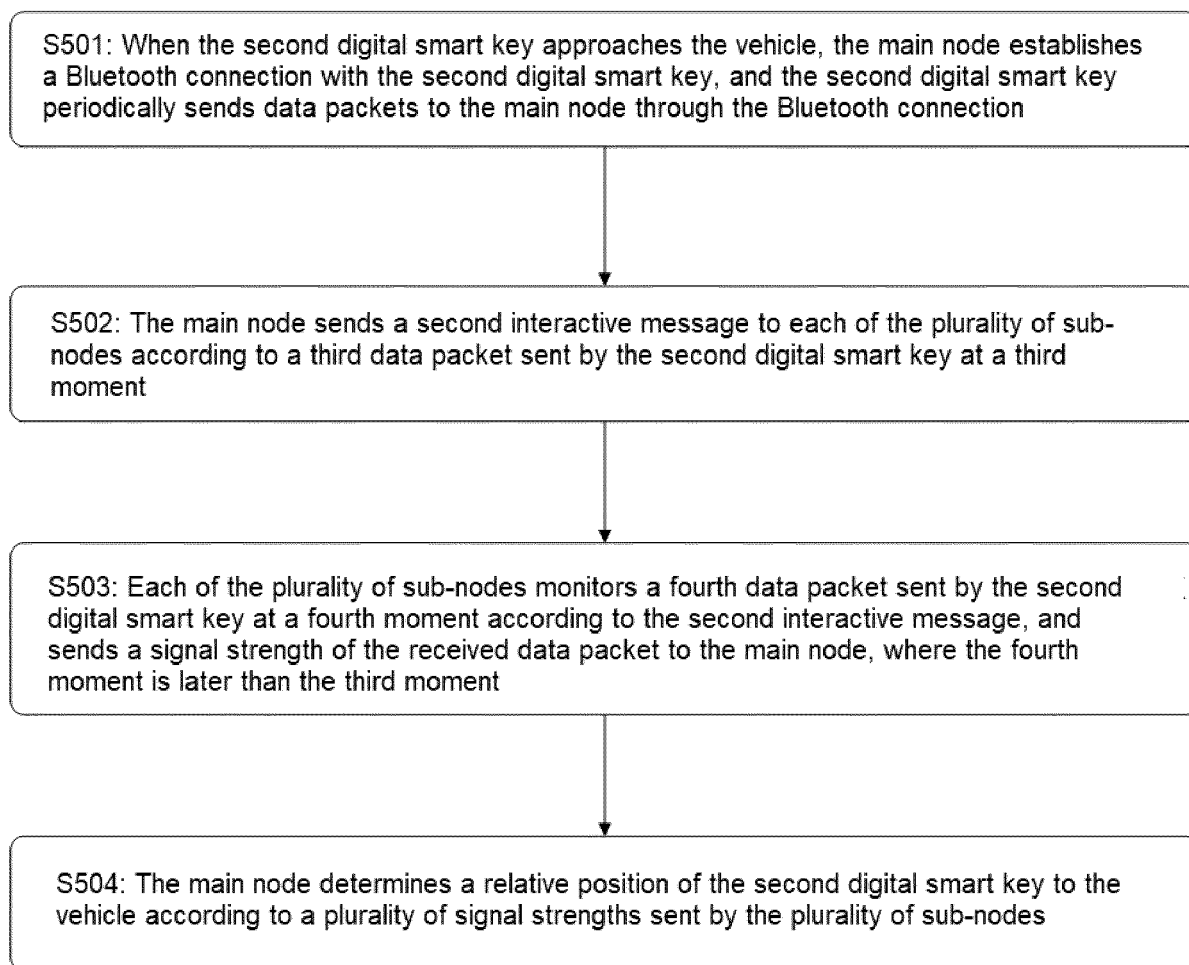 S501: When the second digital smart key approaches the vehicle, the main node establishes
a Bluetooth connection with the second digital smart key, and the second digital smart key
periodically sends data packets to the main node through the Bluetooth connection
S502: The main node sends a second interactive message to each of the plurality of sub-
nodes according to a third data packet sent by the second digital smart key at a third
moment
S503: Each of the plurality of sub-nodes monitors a fourth data packet sent by the second
digital smart key at a fourth moment according to the second interactive message, and
sends a signal strength of the received data packet to the main node, where the fourth
moment is later than the third moment
S504: The main node determines a relative position of the second digital smart key to the
vehicle according to a plurality of signal strengths sent by the plurality of sub-nodes